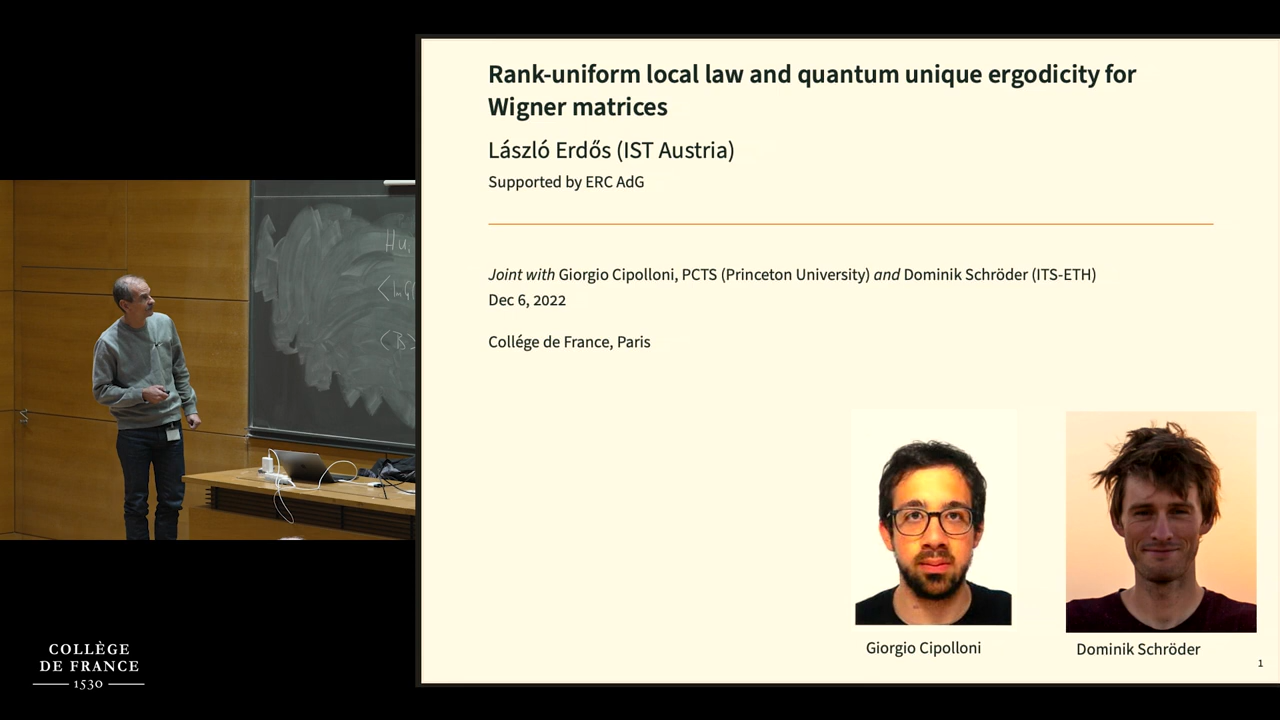 Rank-uniform local law and quantum unique ergodicity for
Wigner matrices
László Erdős (IST Austria)
Supported by ERC AdG
Joint with Giorgio Cipolloni, PCTS (Princeton University) and Dominik Schröder (ITS-ETH)
Dec 6, 2022
Collége de France, Paris
Giorgio Cipolloni
Dominik Schröder
1
COLLÈGE
DE FRANCE
1530